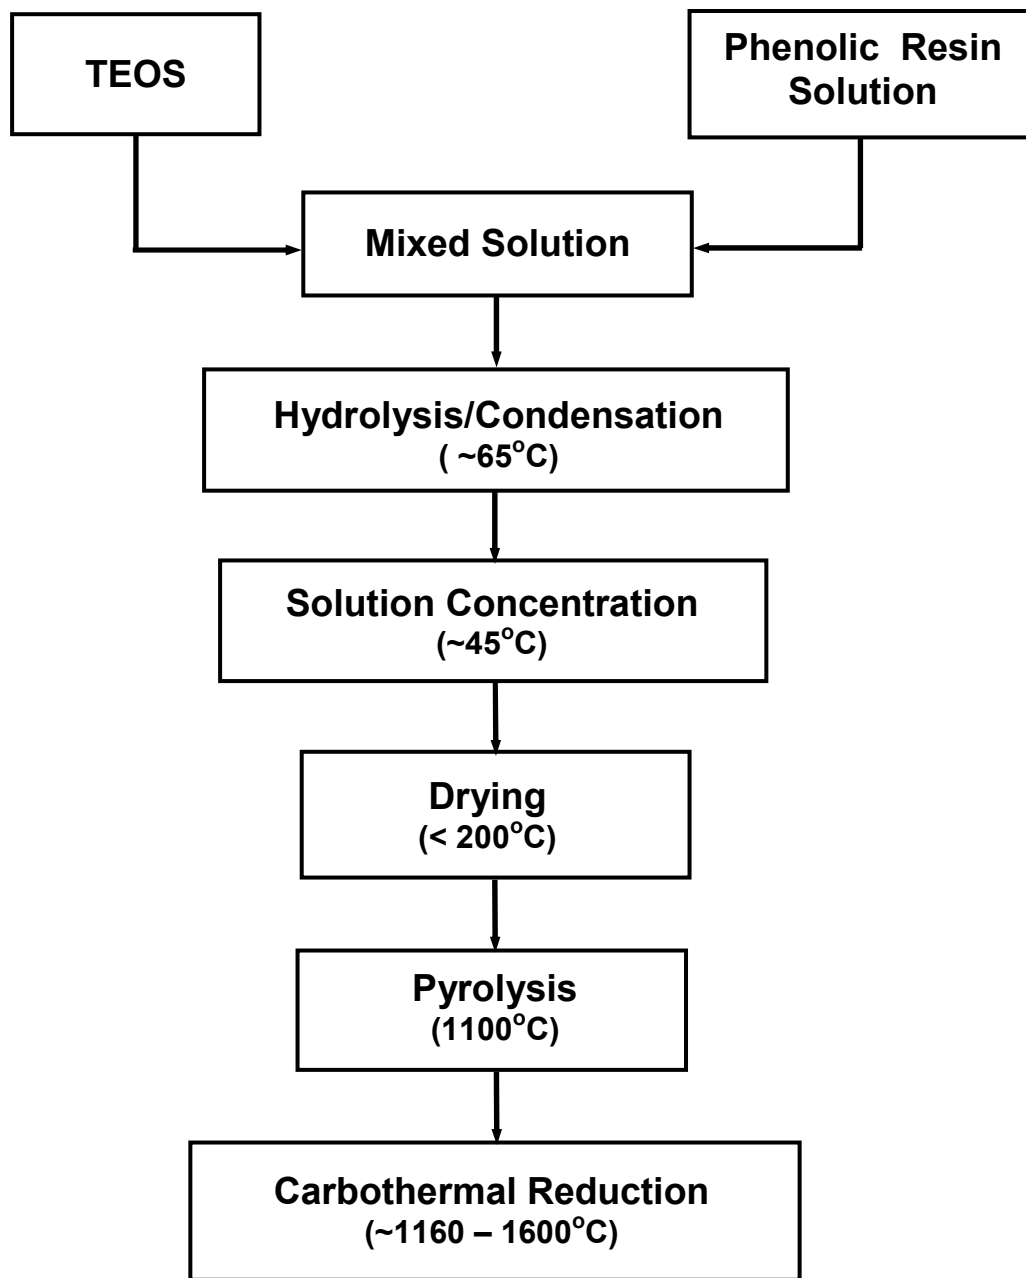 TEOS
Phenolic Resin
Solution
Mixed Solution
Hydrolysis/Condensation
( ~65°C)
Solution Concentration
(~45°C)
Drying
(< 200°C)
Pyrolysis
(1100°C)
Carbothermal Reduction
(~1160 – 1600°C)